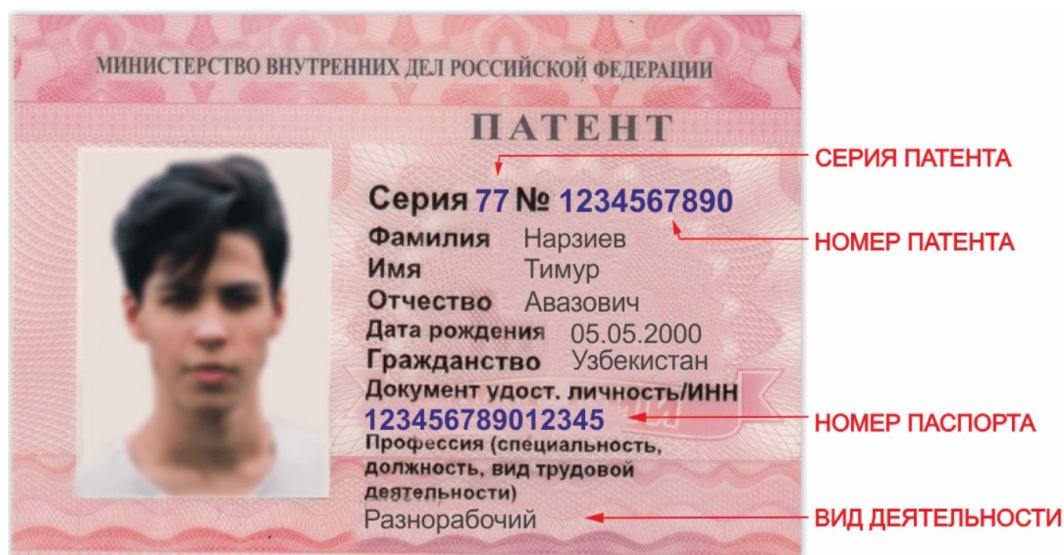 МИНИСТЕРСТВО ВНУТРЕННИХ ДЕЛ РОССИЙСКОЙ ФЕДЕРАЦИИ
ПАТЕНТ
Серия 77 № 1234567890
Фамилия Нарзиев
Имя Тимур
Отчество Авазович
Дата рождения 05.05.2000
Гражданство Узбекистан
Документ удост. личность/ИНН
123456789012345
Профессия (специальность,
должность, вид трудовой
деятельности)
Разнорабочий
СЕРИЯ ПАТЕНТА
НОМЕР ПАТЕНТА
НОМЕР ПАСПОРТА
ВИД ДЕЯТЕЛЬНОСТИ